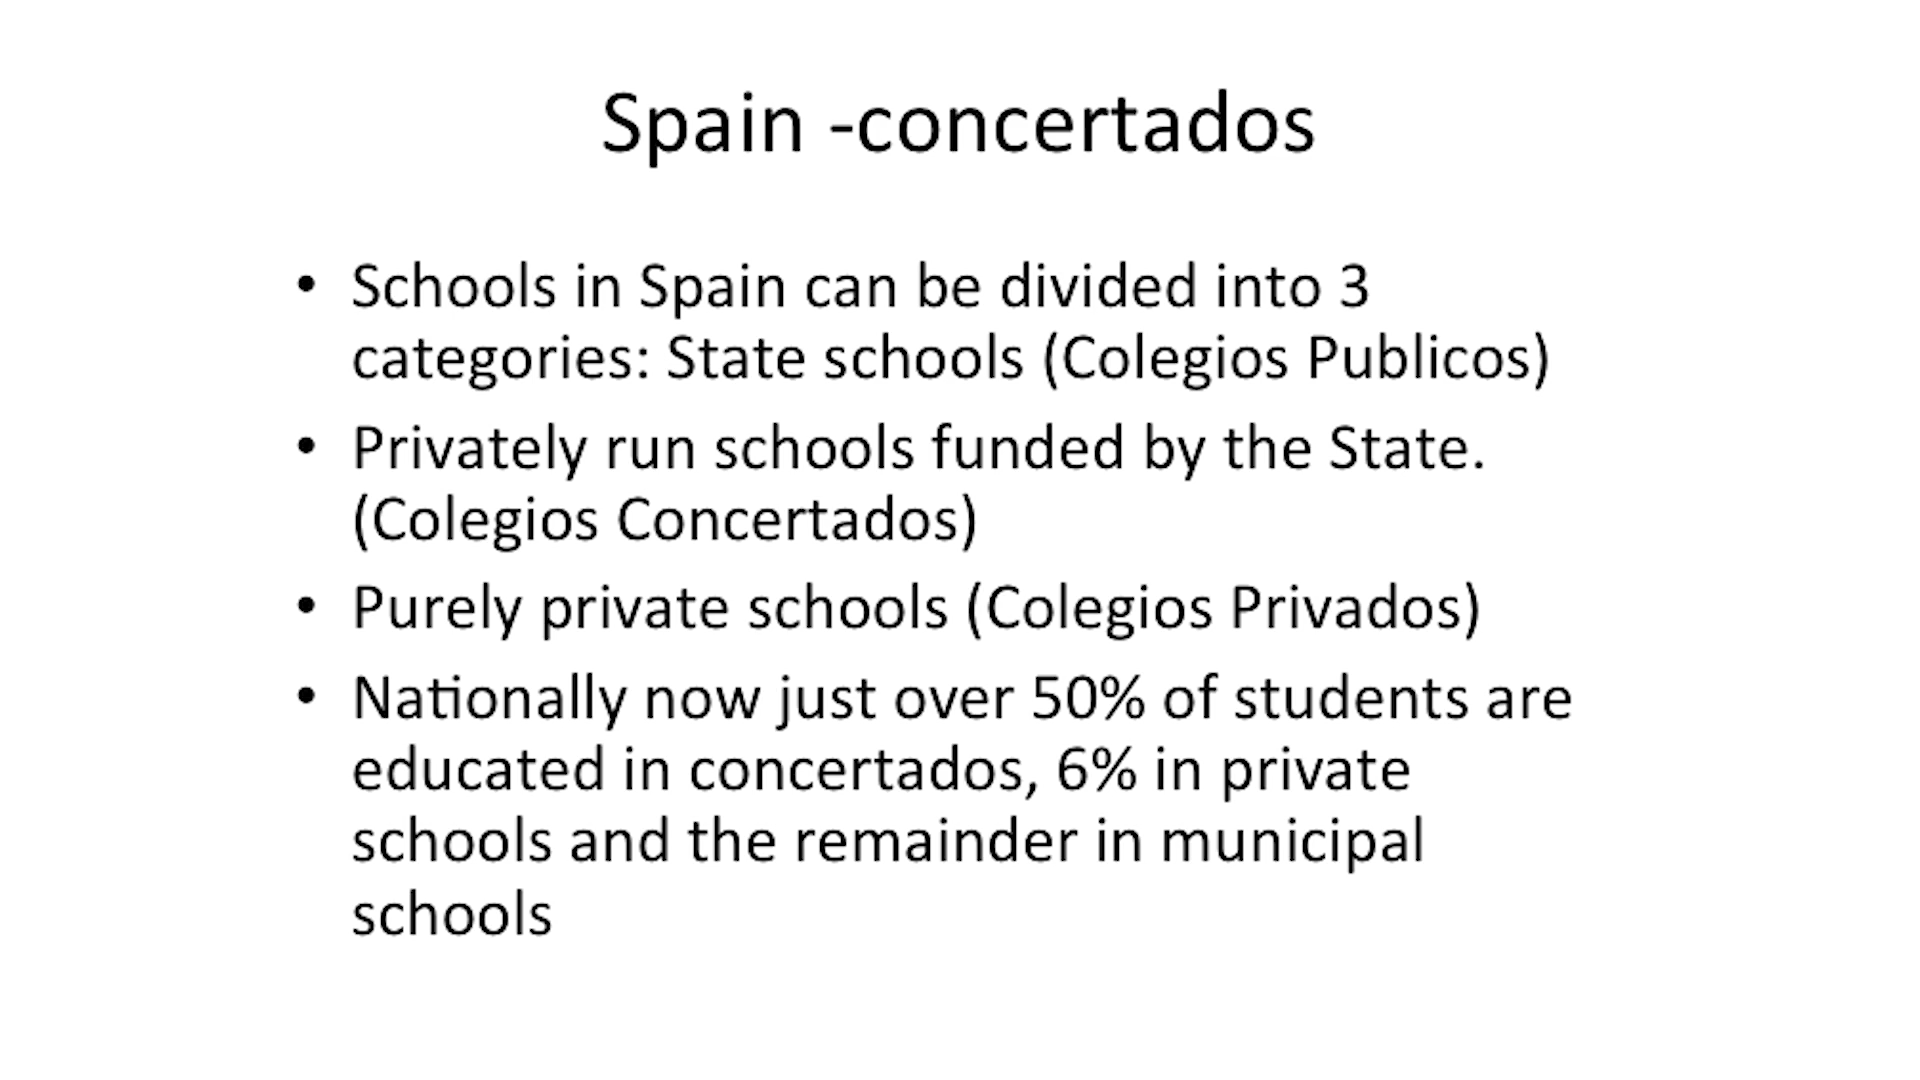 Spain -concertados
• Schools in Spain can be divided into 3
categories: State schools (Colegios Publicos)
• Privately run schools funded by the State.
(Colegios Concertados)
• Purely private schools (Colegios Privados)
• Nationally now just over 50% of students are
educated in concertados, 6% in private
schools and the remainder in municipal
schools